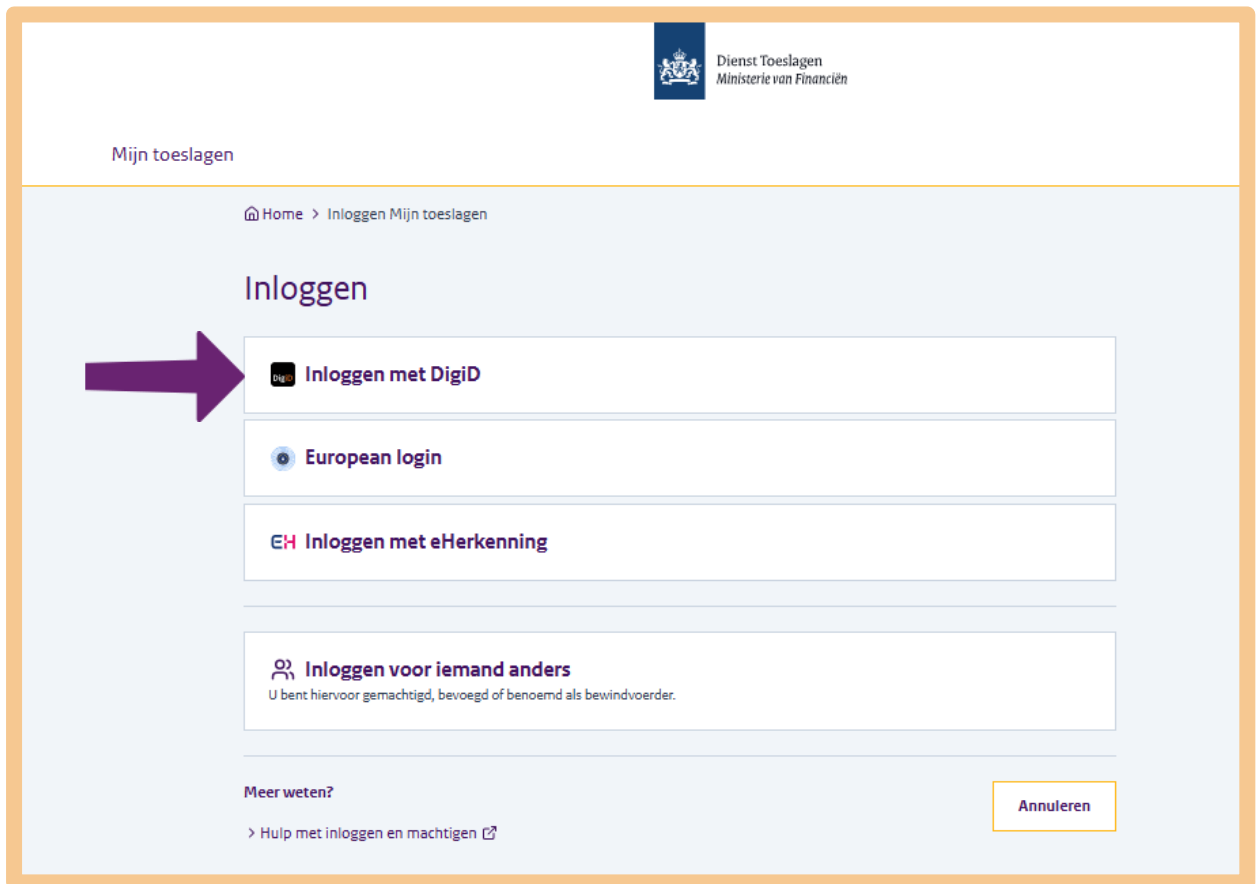 Dienst Toeslagen
Ministerie van Financiën
Mijn toeslagen
Home > Inloggen Mijn toeslagen
Inloggen
DigiD Inloggen met DigiD
European login
EH Inloggen met eHerkenning
Inloggen voor iemand anders
U bent hiervoor gemachtigd, bevoegd of benoemd als bewindvoerder.
Meer weten?
Annuleren
> Hulp met inloggen en machtigen